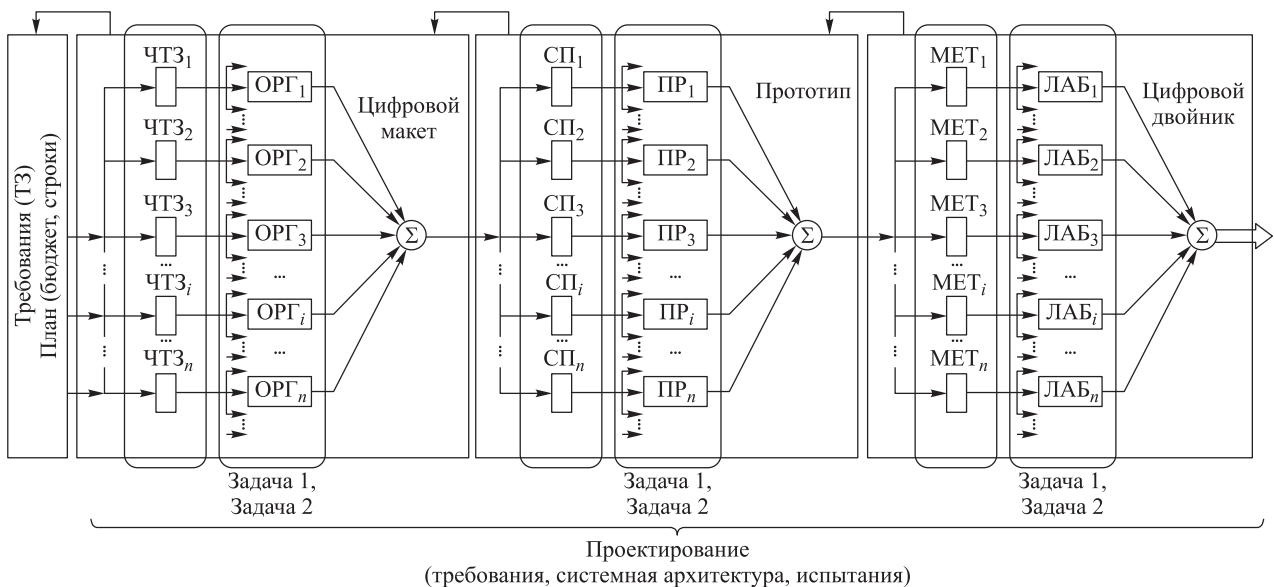 Требования (ТЗ)
План (бюджет, строки)
ЧТЗ₁
ОРГ₁
ЧТЗ₂
ОРГ₂
ЧТЗ₃
ОРГ₃
...
...
ЧТЗᵢ
ОРГᵢ
...
...
ЧТЗₙ
ОРГₙ
Цифровой
макет
Σ
Задача 1,
Задача 2
СП₁
ПР₁
СП₂
ПР₂
СП₃
ПР₃
...
...
СПᵢ
ПРᵢ
...
...
СПₙ
ПРₙ
Прототип
Σ
Задача 1,
Задача 2
МЕТ₁
ЛАБ₁
МЕТ₂
ЛАБ₂
МЕТ₃
ЛАБ₃
...
...
МЕТᵢ
ЛАБᵢ
...
...
МЕТₙ
ЛАБₙ
Цифровой
двойник
Σ
Задача 1,
Задача 2
Проектирование
(требования, системная архитектура, испытания)